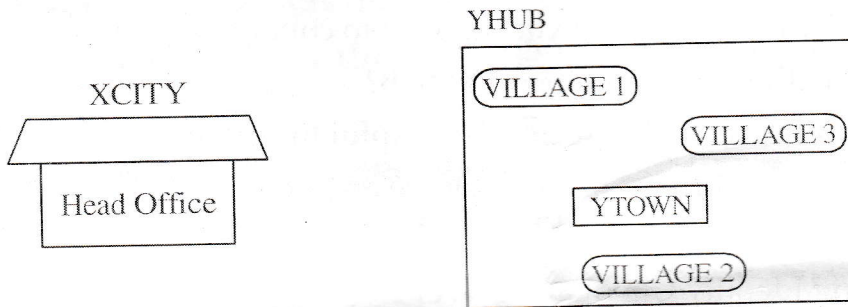 YHUB
XCITY
VILLAGE 1
VILLAGE 3
Head Office
YTOWN
VILLAGE 2